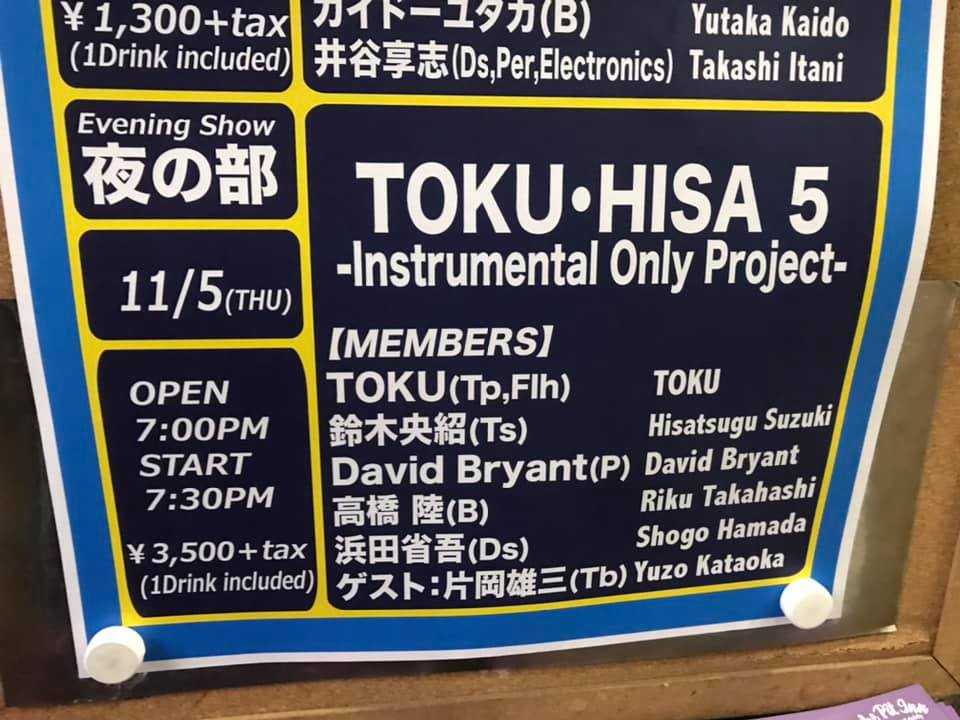 ¥1,300+tax
(1Drink included)
カイドーユタカ(B) Yutaka Kaido
井谷享志(Ds,Per,Electronics) Takashi Itani
Evening Show
夜の部
11/5(THU)
OPEN
7:00PM
START
7:30PM
¥3,500+tax
(1Drink included)
TOKU・HISA 5
-Instrumental Only Project-
【MEMBERS】
TOKU(Tp,Flh) TOKU
鈴木央紹(Ts) Hisatsugu Suzuki
David Bryant(P) David Bryant
高橋 陸(B) Riku Takahashi
浜田省吾(Ds) Shogo Hamada
ゲスト:片岡雄三(Tb) Yuzo Kataoka
Pit Inn